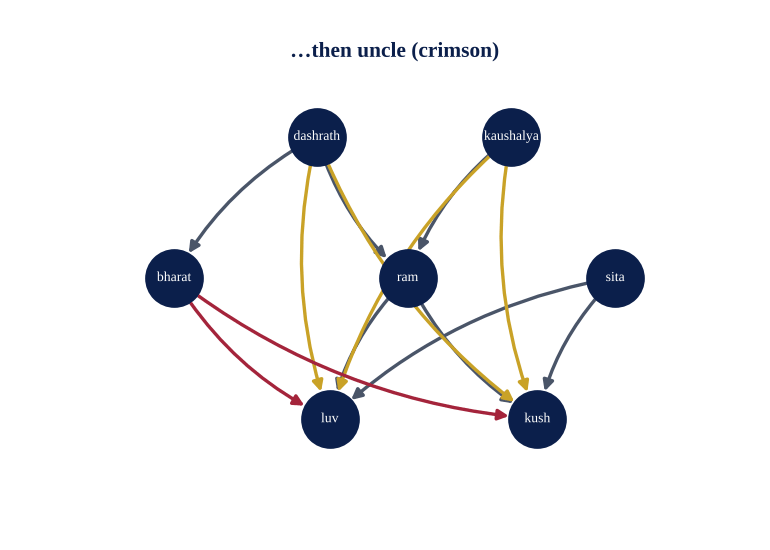 …then uncle (crimson)
dashrath
kaushalya
bharat
ram
sita
luv
kush